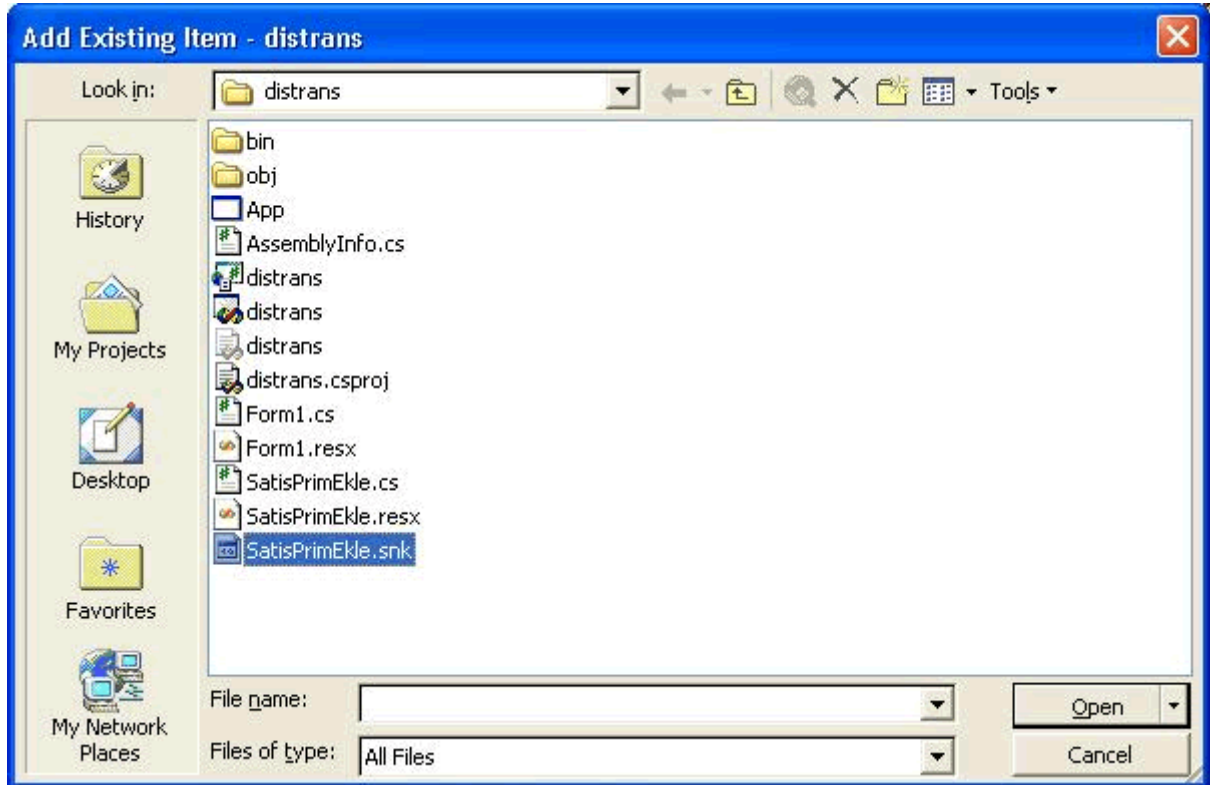 Add Existing Item - distrans
Look in:
distrans
Tools
History
My Projects
Desktop
Favorites
My Network
Places
bin
obj
App
AssemblyInfo.cs
distrans
distrans
distrans
distrans.csproj
Form1.cs
Form1.resx
SatisPrimEkle.cs
SatisPrimEkle.resx
SatisPrimEkle.snk
File name:
Open
Files of type:
All Files
Cancel